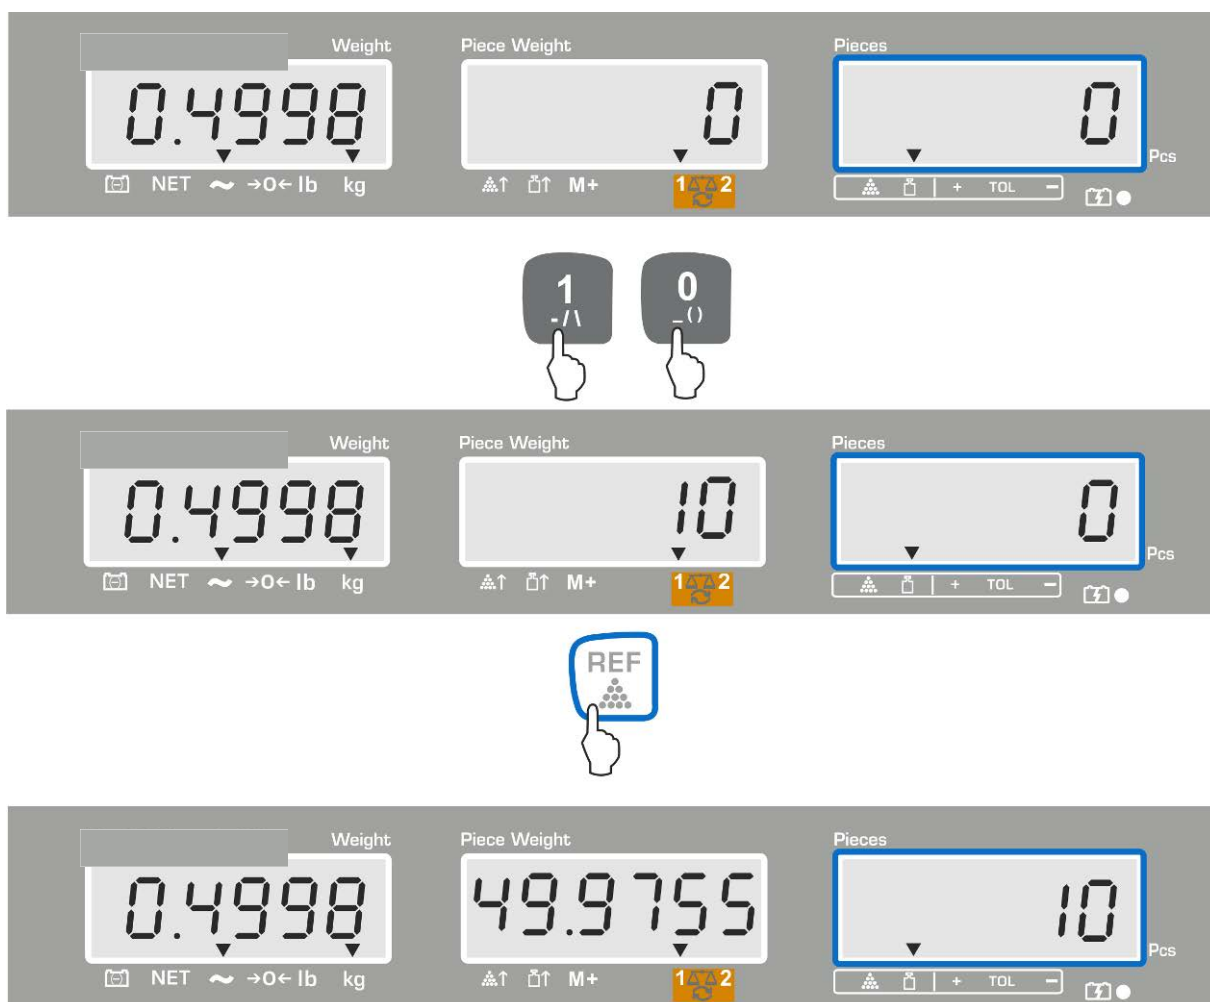 Weight Piece Weight Pieces
0.4998 0 0
Pcs
NET ~ →0← lb kg M+ 1 2 + TOL −
1 0
-/\ _()
Weight Piece Weight Pieces
0.4998 10 0
Pcs
NET ~ →0← lb kg M+ 1 2 + TOL −
REF
Weight Piece Weight Pieces
0.4998 49.9755 10
Pcs
NET ~ →0← lb kg M+ 1 2 + TOL −